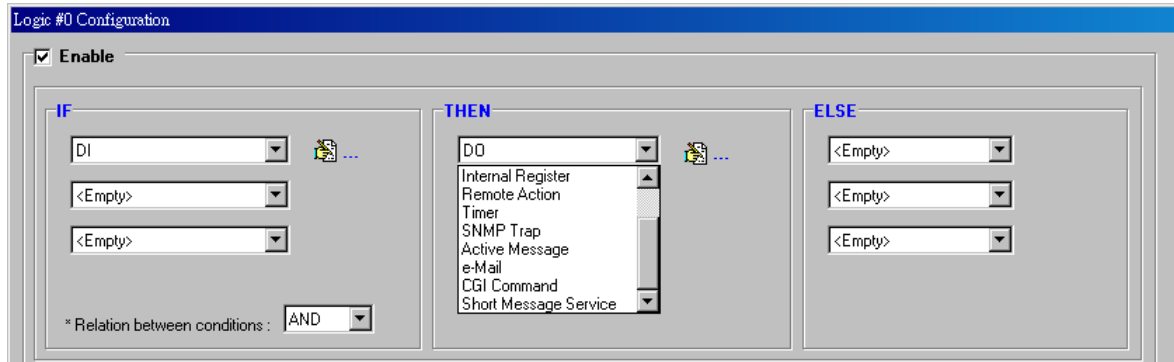 Logic #0 Configuration
Enable
IF
THEN
ELSE
DI
...
DO
...
<Empty>
<Empty>
Internal Register
Remote Action
<Empty>
Timer
SNMP Trap
<Empty>
Active Message
<Empty>
e-Mail
CGI Command
Short Message Service
* Relation between conditions :
AND